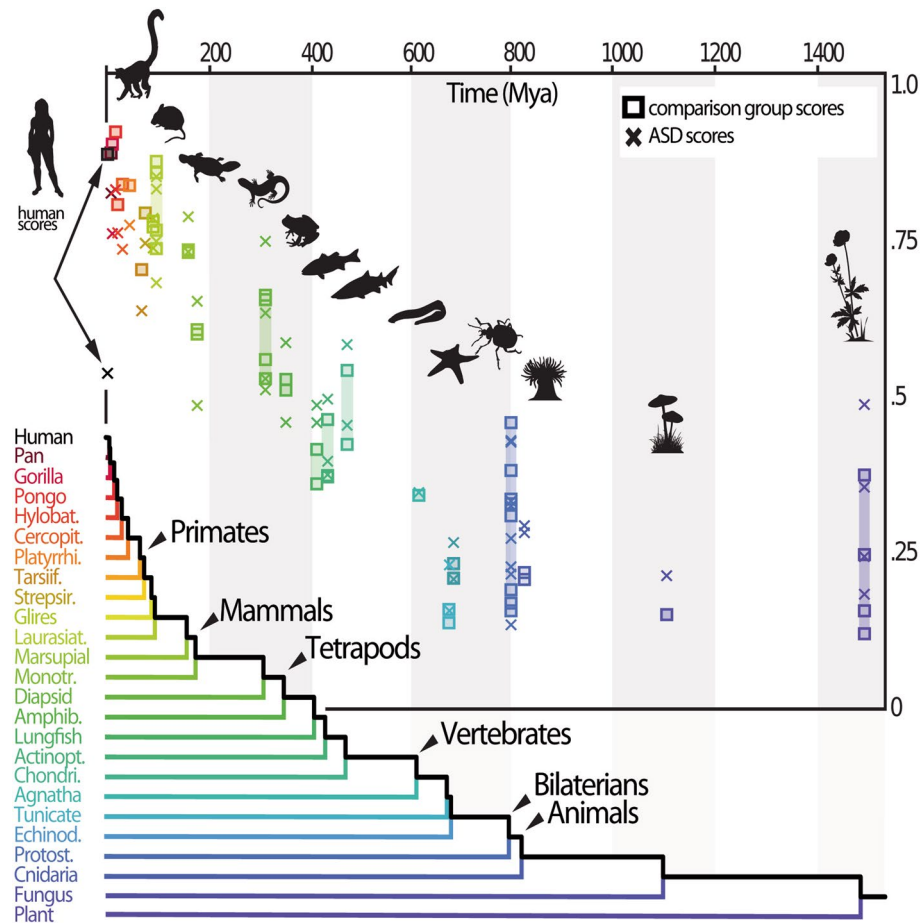 200 400 600 800 1000 1200 1400
Time (Mya)
1.0
comparison group scores
ASD scores
human
scores
.75
.5
.25
0
Human
Pan
Gorilla
Pongo
Hylobat.
Cercopit.
Platyrrhi.
Tarsiif.
Strepsir.
Glires
Laurasiat.
Marsupial
Monotr.
Diapsid
Amphib.
Lungfish
Actinopt.
Chondri.
Agnatha
Tunicate
Echinod.
Protost.
Cnidaria
Fungus
Plant
Primates
Mammals
Tetrapods
Vertebrates
Bilaterians
Animals